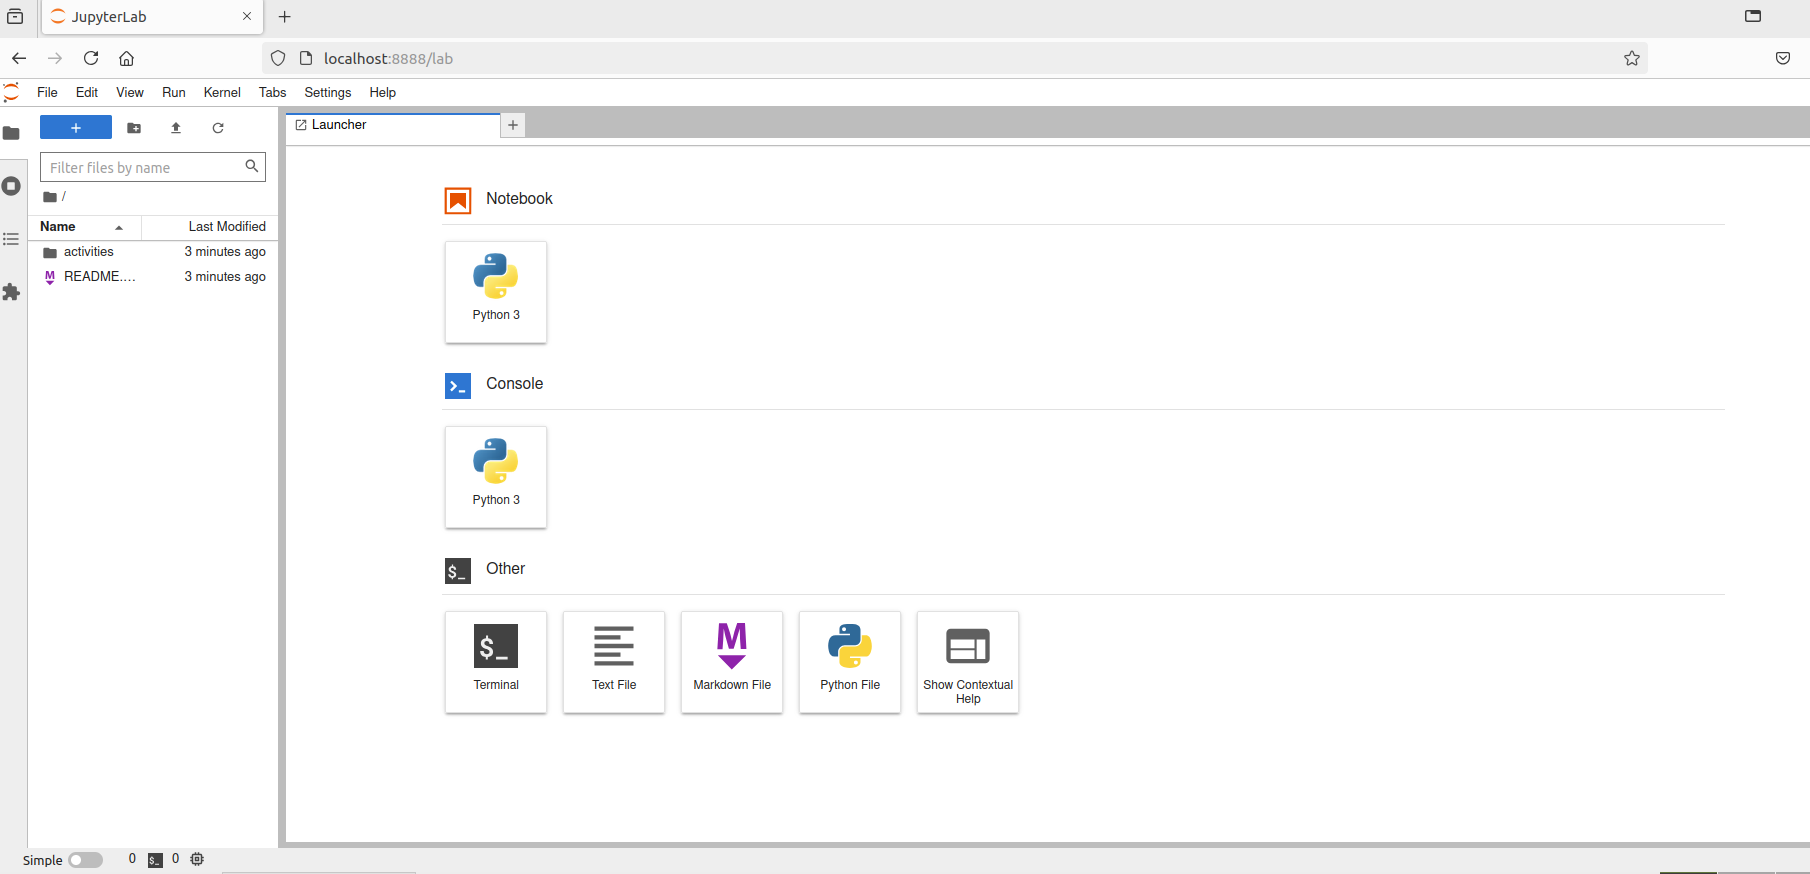 JupyterLab
localhost:8888/lab
File Edit View Run Kernel Tabs Settings Help
Launcher
Filter files by name
/
Name Last Modified
activities 3 minutes ago
README.... 3 minutes ago
Notebook
Python 3
Console
Python 3
$_ Other
$_ M
Terminal Text File Markdown File Python File Show Contextual
Help
Simple 0 $_ 0